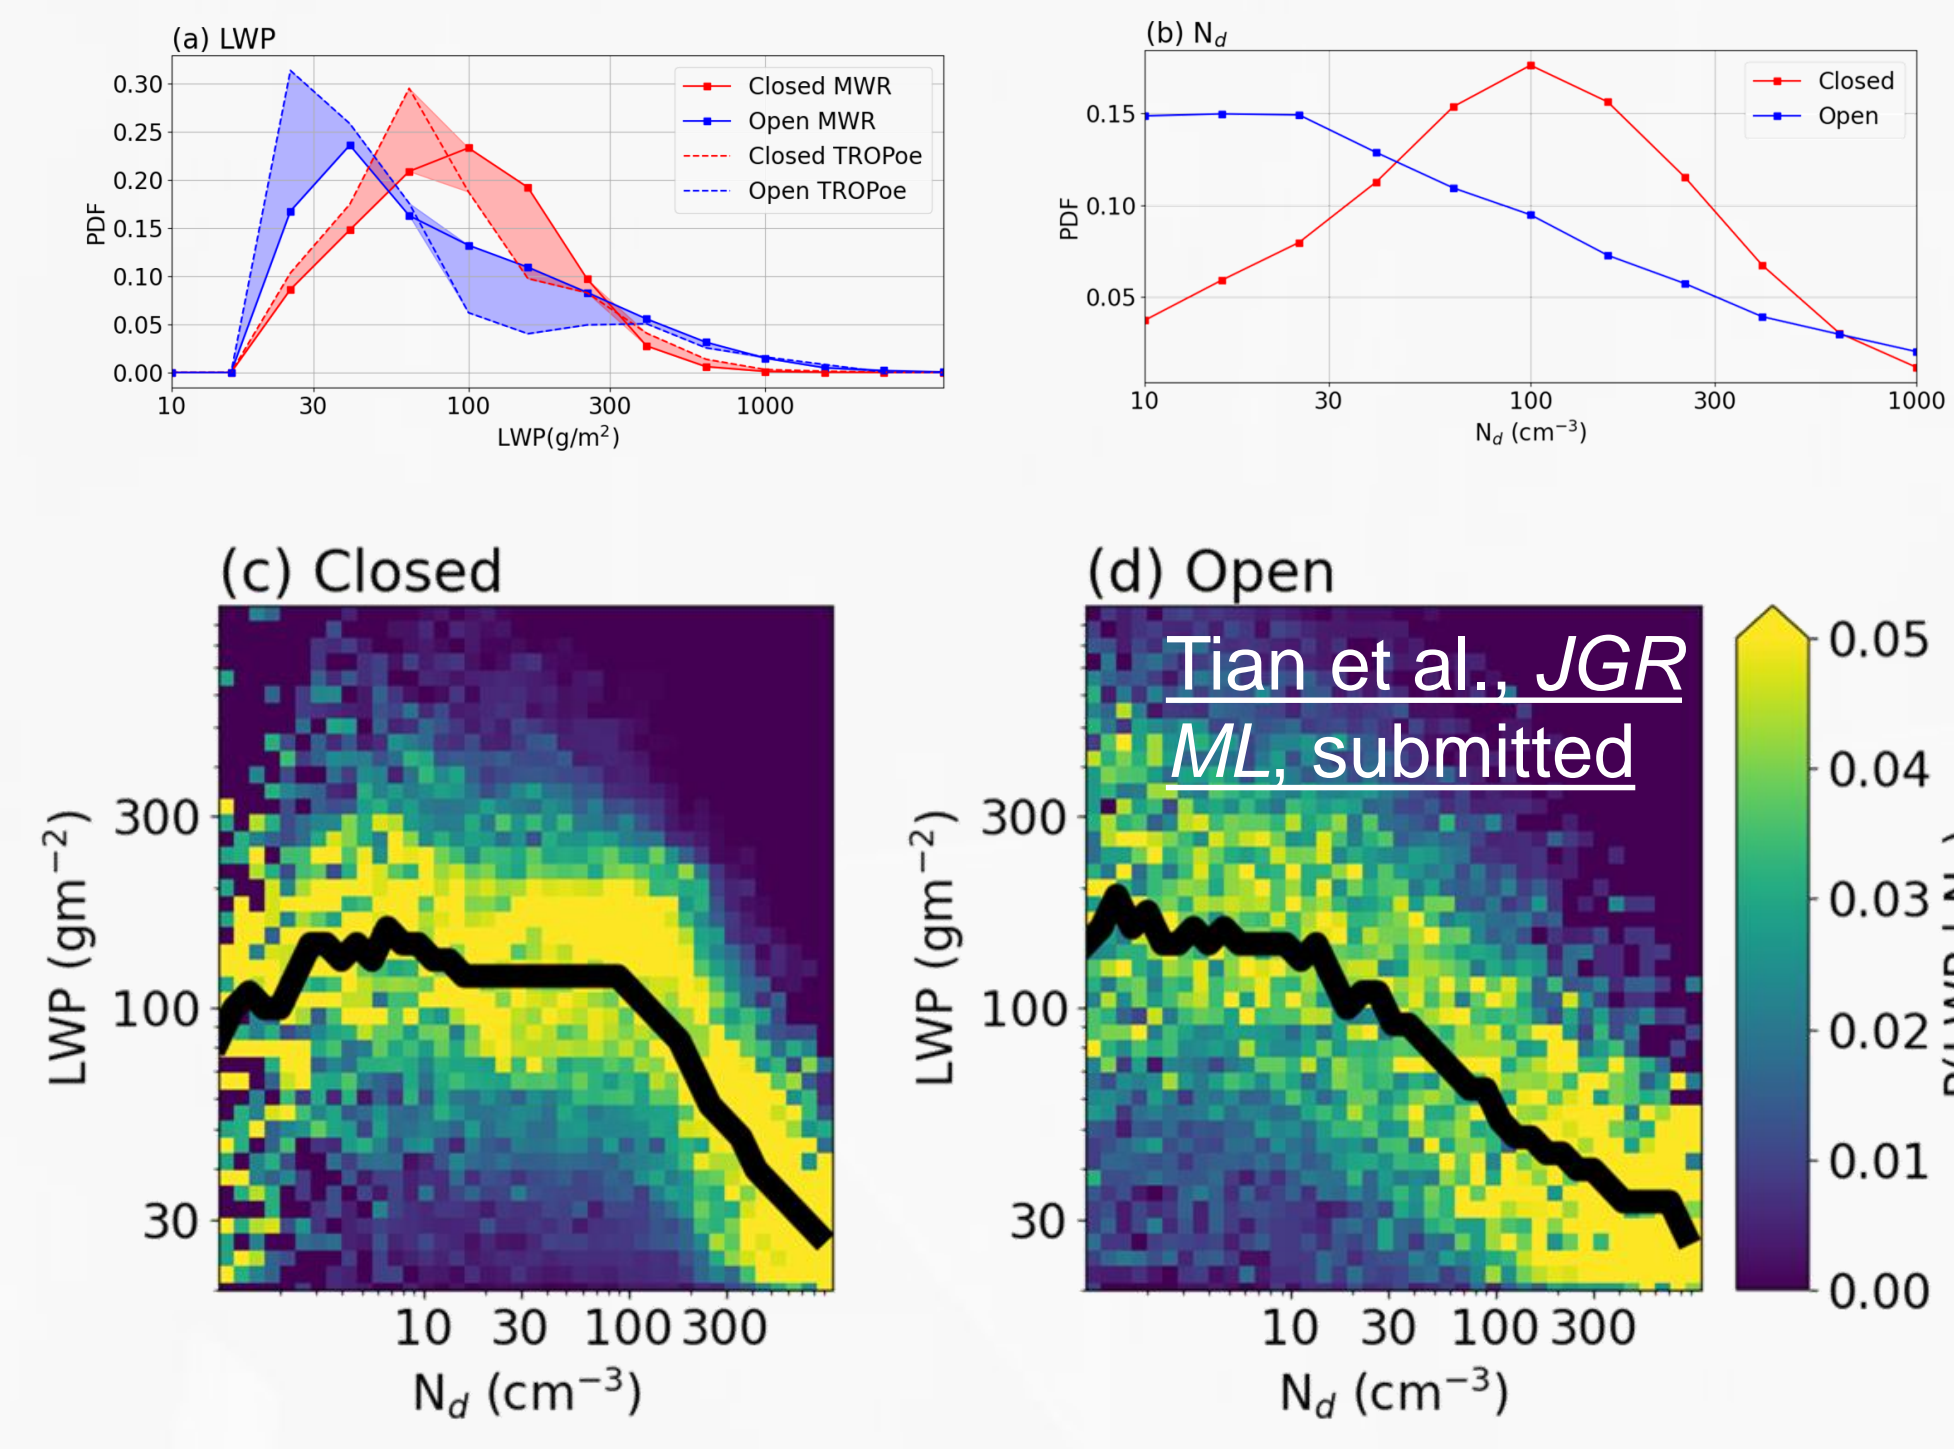 (a) LWP
0.30
0.25
0.20
0.15
0.10
0.05
0.00
PDF
10 30 100 300 1000
LWP(g/m²)
Closed MWR
Open MWR
Closed TROPoe
Open TROPoe
(b) N_d
0.15
0.10
0.05
PDF
10 30 100 300 1000
N_d (cm⁻³)
Closed
Open
(c) Closed
300
100
30
LWP (gm⁻²)
10 30 100 300
N_d (cm⁻³)
(d) Open
Tian et al., JGR
ML, submitted
300
100
30
LWP (gm⁻²)
10 30 100 300
N_d (cm⁻³)
0.05
0.04
0.03
0.02
0.01
0.00